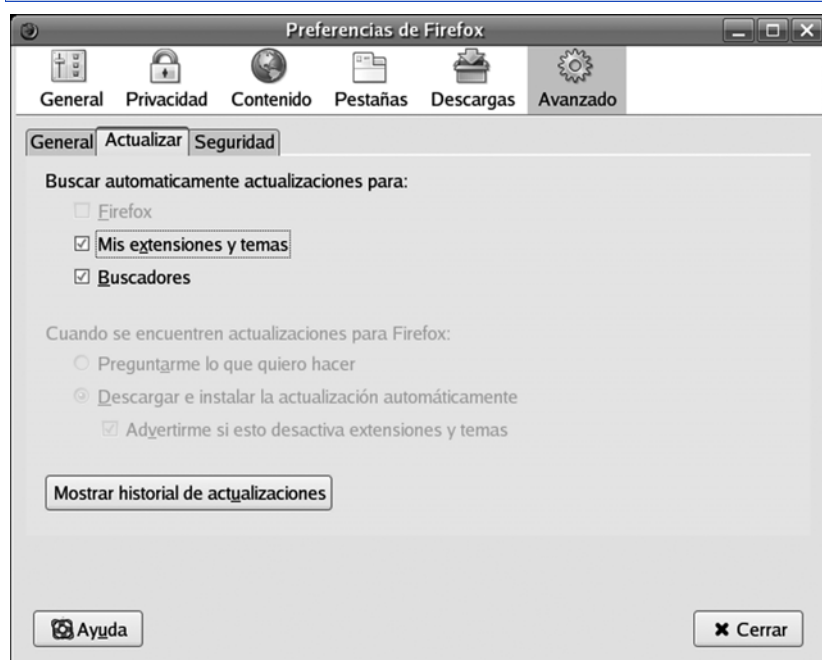 Preferencias de Firefox
General Privacidad Contenido Pestañas Descargas Avanzado
General Actualizar Seguridad
Buscar automaticamente actualizaciones para:
Firefox
Mis extensiones y temas
Buscadores
Cuando se encuentren actualizaciones para Firefox:
Preguntarme lo que quiero hacer
Descargar e instalar la actualización automáticamente
Advertirme si esto desactiva extensiones y temas
Mostrar historial de actualizaciones
Ayuda Cerrar